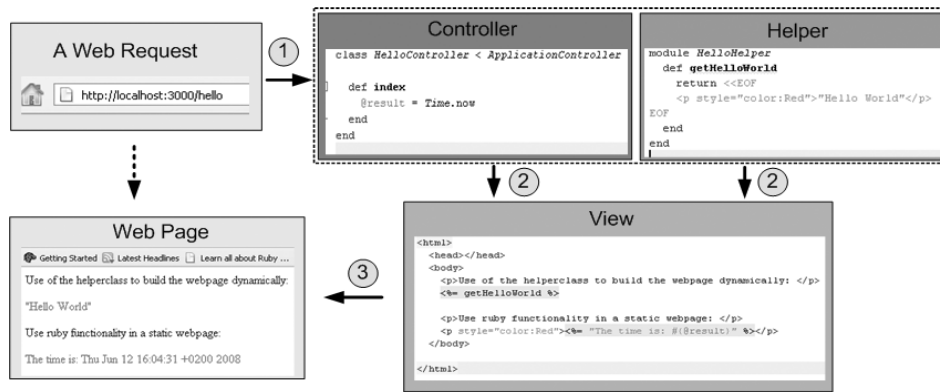 A Web Request
http://localhost:3000/hello
1
Controller
class HelloController < ApplicationController
def index
@result = Time.now
end
end
Helper
module HelloHelper
def getHelloWorld
return <<EOF
<p style="color:Red">"Hello World"</p>
EOF
end
end
2
2
View
<html>
<head></head>
<body>
<p>Use of the helperclass to build the webpage dynamically: </p>
<%= getHelloWorld %>
<p>Use ruby functionality in a static webpage: </p>
<p style="color:Red"><%= "The time is: #{@result}" %></p>
</body>
</html>
3
Web Page
Getting Started Latest Headlines Learn all about Ruby ...
Use of the helperclass to build the webpage dynamically:
"Hello World"
Use ruby functionality in a static webpage:
The time is: Thu Jun 12 16:04:31 +0200 2008